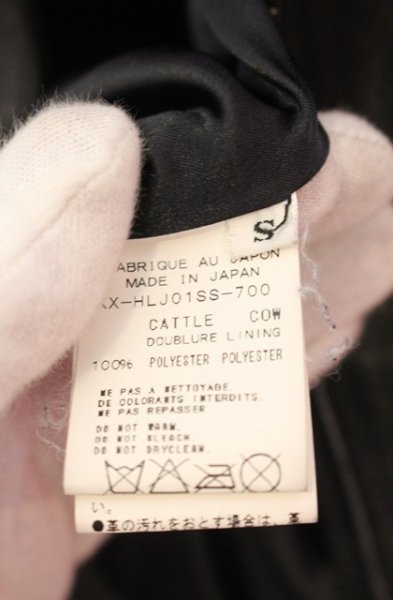 S
FABRIQUE AU JAPON
MADE IN JAPAN
XX-HLJ01SS-700
CATTLE COW
DOUBLURE LINING
100% POLYESTER POLYESTER
NE PAS A NETTOYAGE.
DE COLORANTS INTERDITS.
NE PAS REPASSER
DO NOT WARM.
DO NOT BLEACH.
DO NOT DRYCLEAN.
い。
●革の汚れをおとす場合は、革